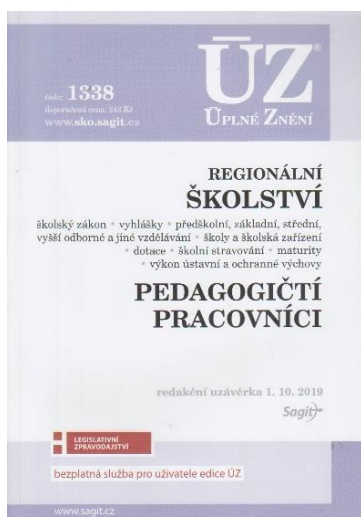 číslo: 1338
doporučená cena: 243 Kč
www.sko.sagit.cz
ÚZ®
ÚPLNÉ ZNĚNÍ
REGIONÁLNÍ
ŠKOLSTVÍ
školský zákon • vyhlášky • předškolní, základní, střední,
vyšší odborné a jiné vzdělávání • školy a školská zařízení
• dotace • školní stravování • maturity
• výkon ústavní a ochranné výchovy
PEDAGOGIČTÍ
PRACOVNÍCI
redakční uzávěrka 1. 10. 2019
Sagit
LEGISLATIVNÍ
ZPRAVODAJSTVÍ
bezplatná služba pro uživatele edice ÚZ
www.sagit.cz